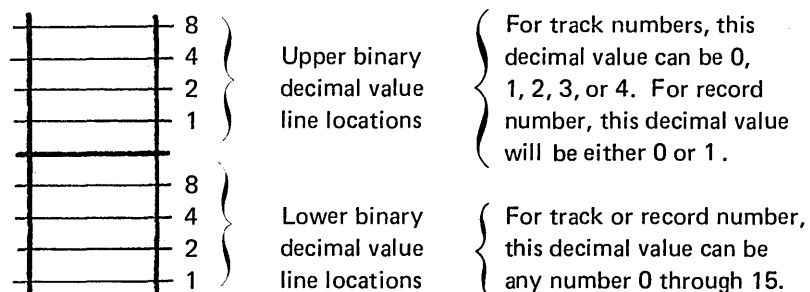 8
4
2
1
Upper binary
decimal value
line locations
For track numbers, this
decimal value can be 0,
1, 2, 3, or 4. For record
number, this decimal value
will be either 0 or 1.
8
4
2
1
Lower binary
decimal value
line locations
For track or record number,
this decimal value can be
any number 0 through 15.